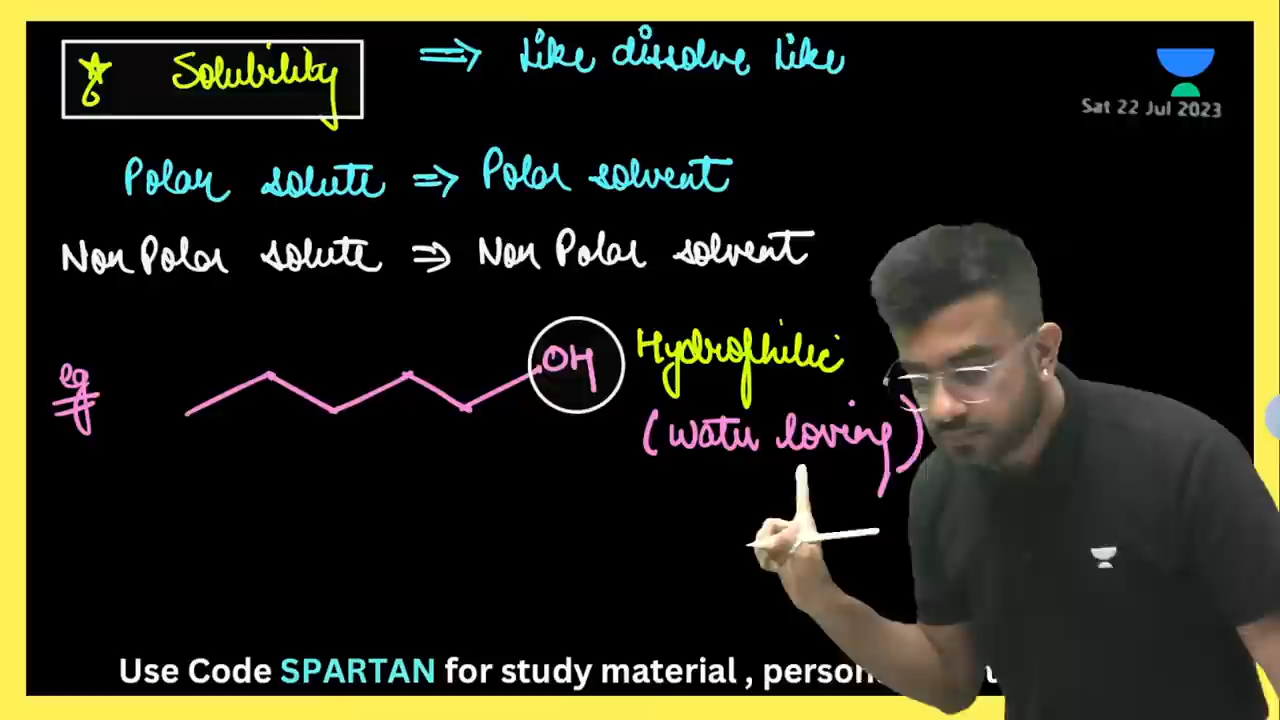 Solubility ⇒ Like dissolve like
Sat 22 Jul 2023
Polar solute ⇒ Polar solvent
Non Polar solute ⇒ Non Polar solvent
eg
OH Hydrophilic
(Water loving)
Use Code SPARTAN for study material , person